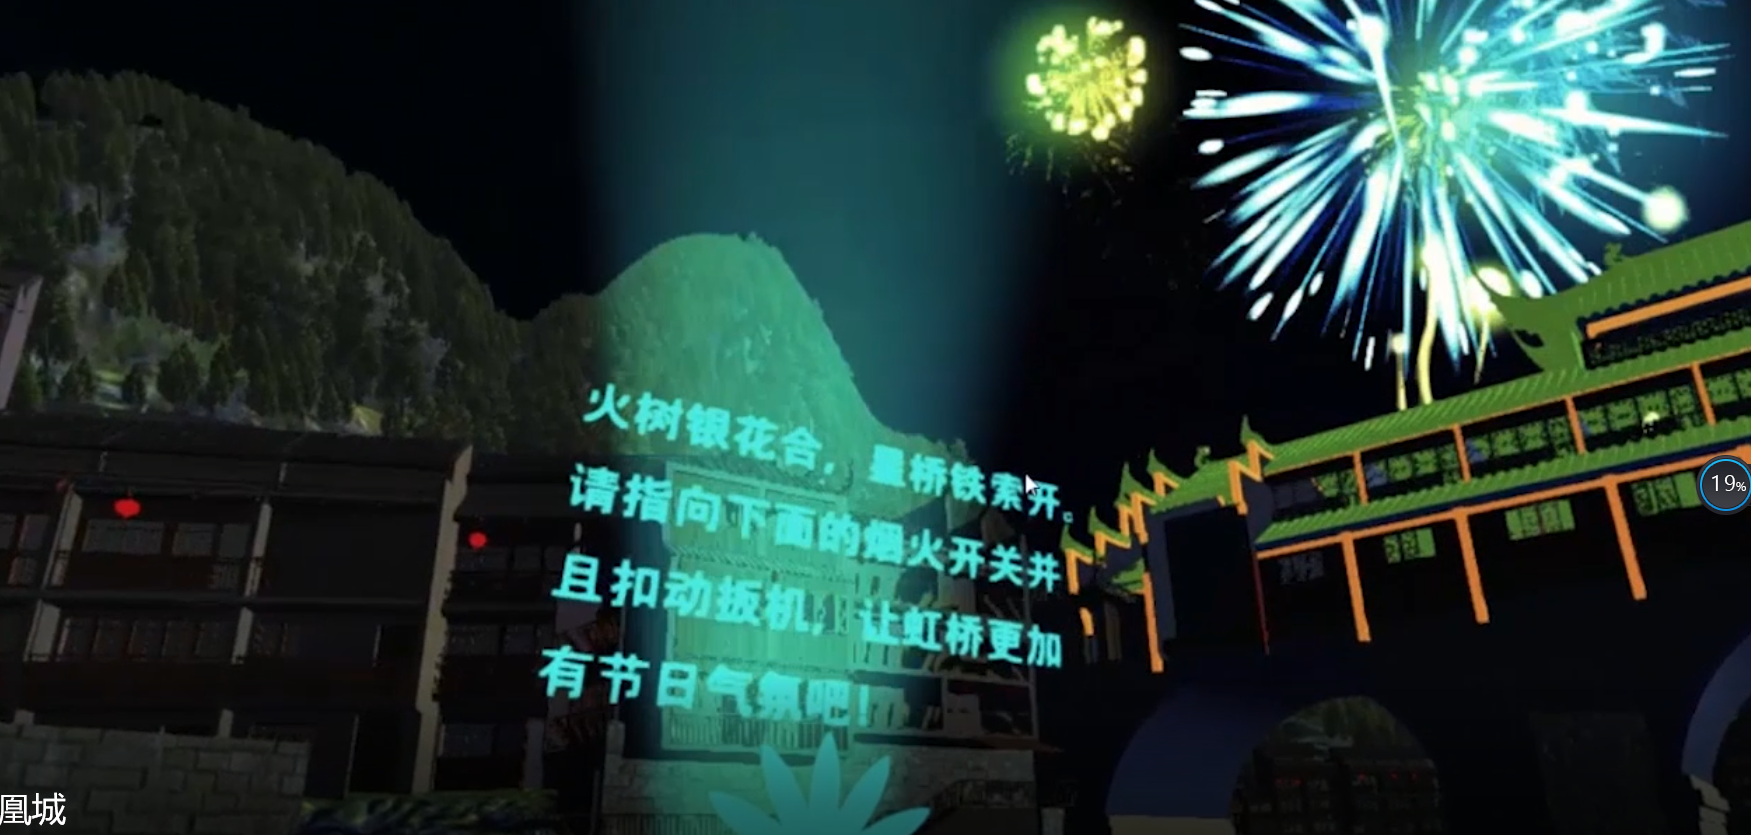 火树银花合，星桥铁索开。
请指向下面的烟火开关并
且扣动扳机，让虹桥更加
有节日气氛吧！
19%
凰城